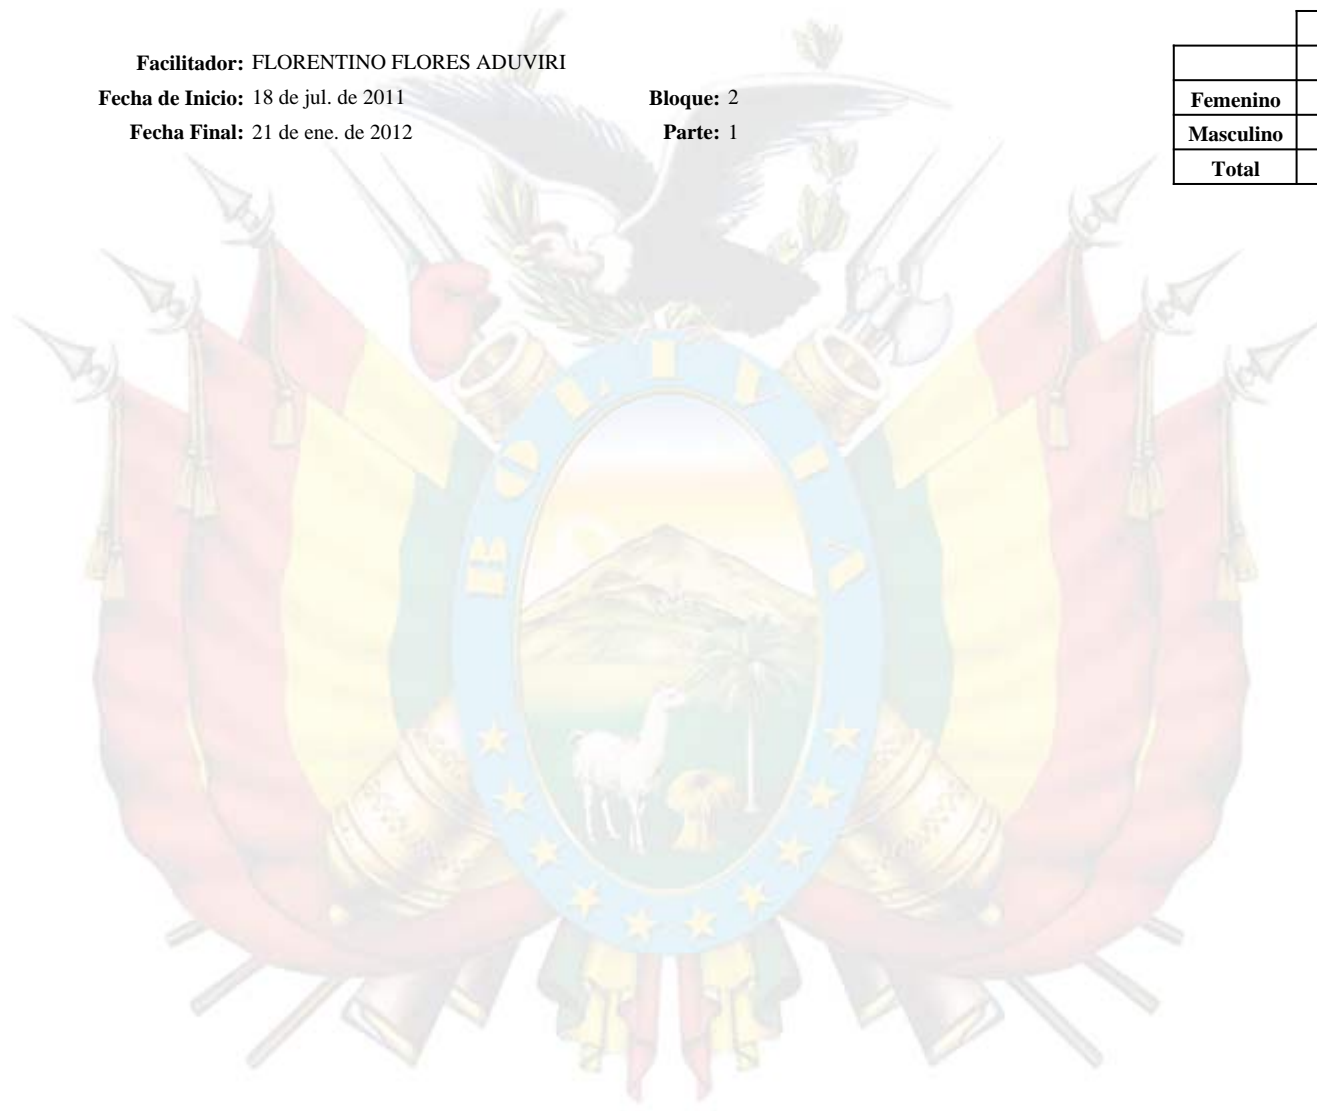 Facilitador: FLORENTINO FLORES ADUVIRI
Fecha de Inicio: 18 de jul. de 2011 Bloque: 2
Fecha Final: 21 de ene. de 2012 Parte: 1
Femenino
Masculino
Total
BOLIVIA